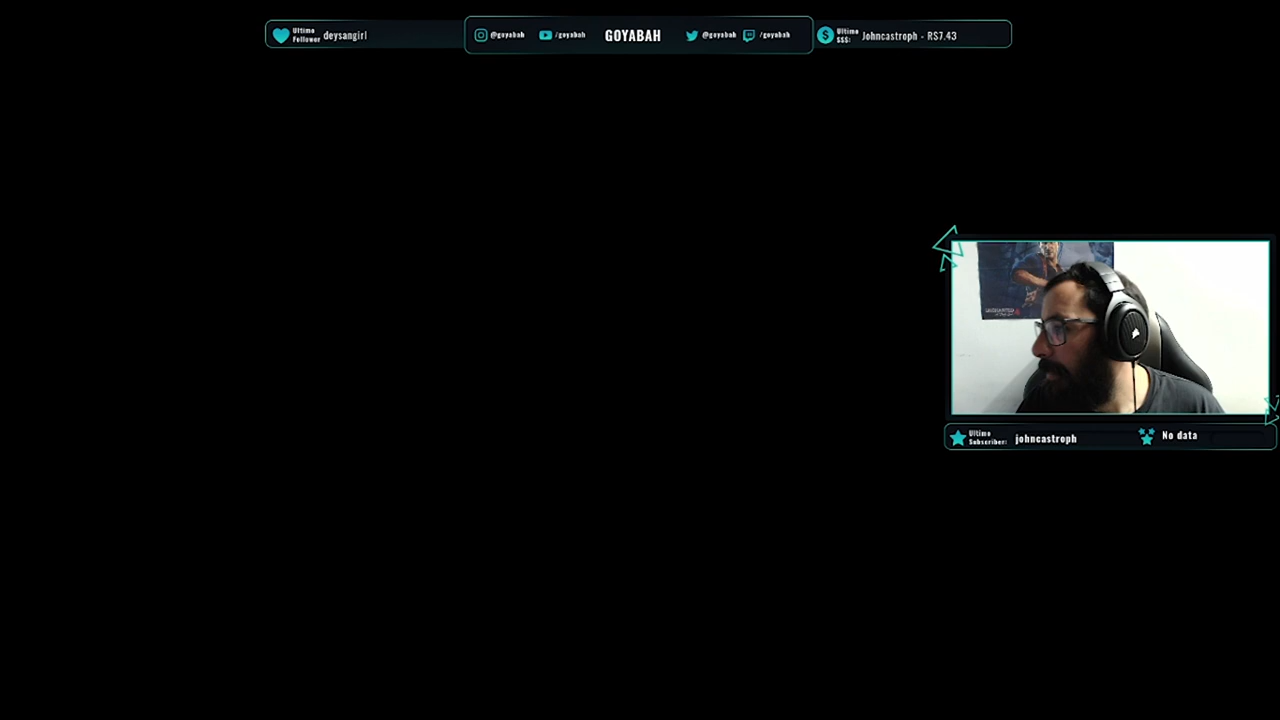 Ultimo
Follower deysangirl
@goyabah /goyabah GOYABAH @goyabah /goyabah
Ultimo
$$$: Johncastroph - R$7.43
Ultimo
Subscriber: johncastroph
No data